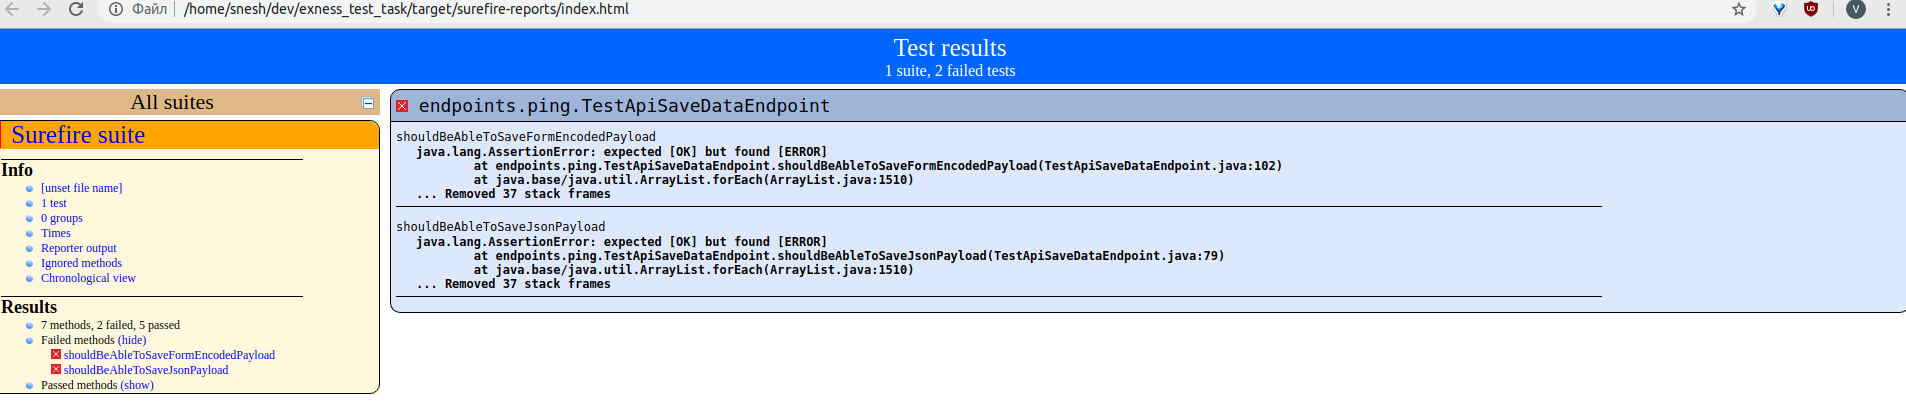 Файл /home/snesh/dev/exness_test_task/target/surefire-reports/index.html
V
Test results
1 suite, 2 failed tests
All suites
Surefire suite
Info
[unset file name]
1 test
0 groups
Times
Reporter output
Ignored methods
Chronological view
Results
7 methods, 2 failed, 5 passed
Failed methods (hide)
shouldBeAbleToSaveFormEncodedPayload
shouldBeAbleToSaveJsonPayload
Passed methods (show)
endpoints.ping.TestApiSaveDataEndpoint
shouldBeAbleToSaveFormEncodedPayload
java.lang.AssertionError: expected [OK] but found [ERROR]
at endpoints.ping.TestApiSaveDataEndpoint.shouldBeAbleToSaveFormEncodedPayload(TestApiSaveDataEndpoint.java:102)
at java.base/java.util.ArrayList.forEach(ArrayList.java:1510)
... Removed 37 stack frames
shouldBeAbleToSaveJsonPayload
java.lang.AssertionError: expected [OK] but found [ERROR]
at endpoints.ping.TestApiSaveDataEndpoint.shouldBeAbleToSaveJsonPayload(TestApiSaveDataEndpoint.java:79)
at java.base/java.util.ArrayList.forEach(ArrayList.java:1510)
... Removed 37 stack frames